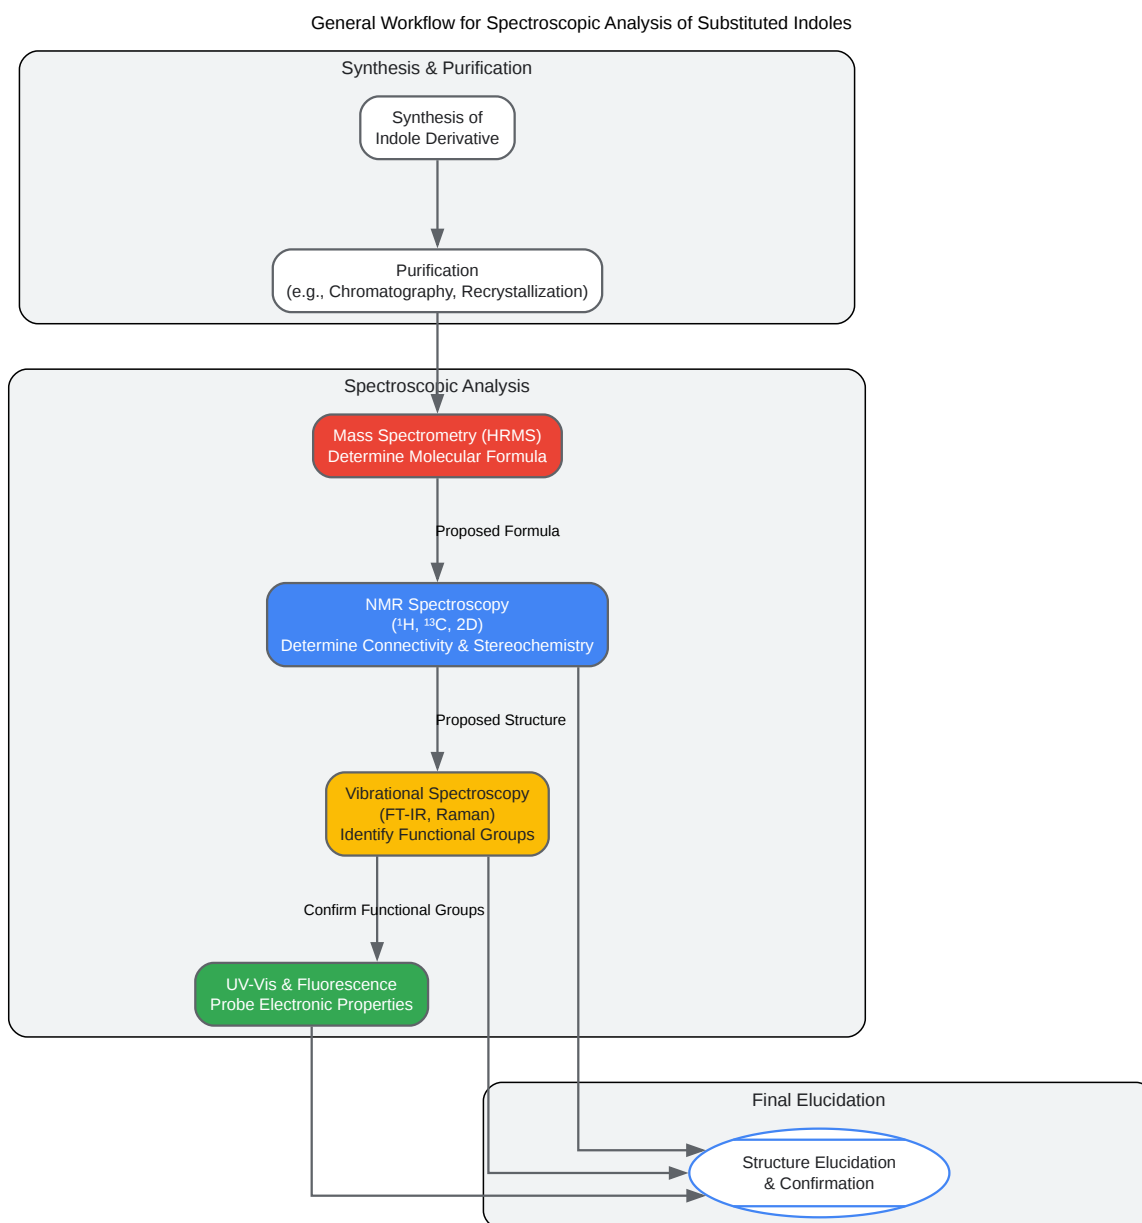 General Workflow for Spectroscopic Analysis of Substituted Indoles
Synthesis & Purification
Synthesis of
Indole Derivative
Purification
(e.g., Chromatography, Recrystallization)
Spectroscopic Analysis
Mass Spectrometry (HRMS)
Determine Molecular Formula
Proposed Formula
NMR Spectroscopy
(¹H, ¹³C, 2D)
Determine Connectivity & Stereochemistry
Proposed Structure
Vibrational Spectroscopy
(FT-IR, Raman)
Identify Functional Groups
Confirm Functional Groups
UV-Vis & Fluorescence
Probe Electronic Properties
Final Elucidation
Structure Elucidation
& Confirmation